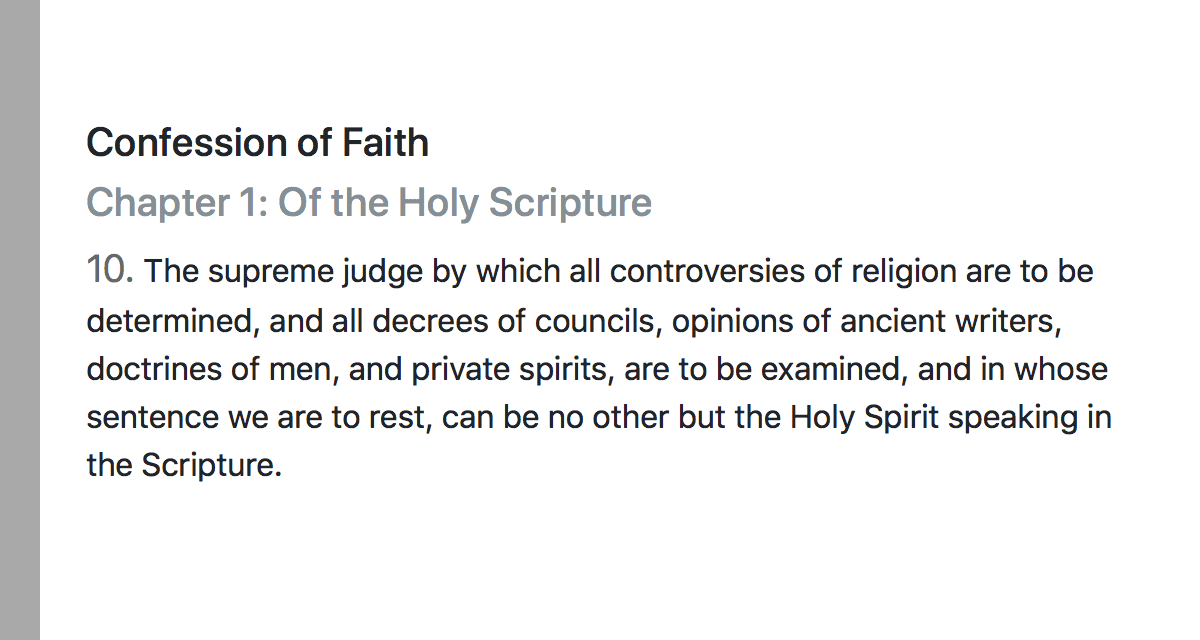 Confession of Faith
Chapter 1: Of the Holy Scripture
10. The supreme judge by which all controversies of religion are to be
determined, and all decrees of councils, opinions of ancient writers,
doctrines of men, and private spirits, are to be examined, and in whose
sentence we are to rest, can be no other but the Holy Spirit speaking in
the Scripture.